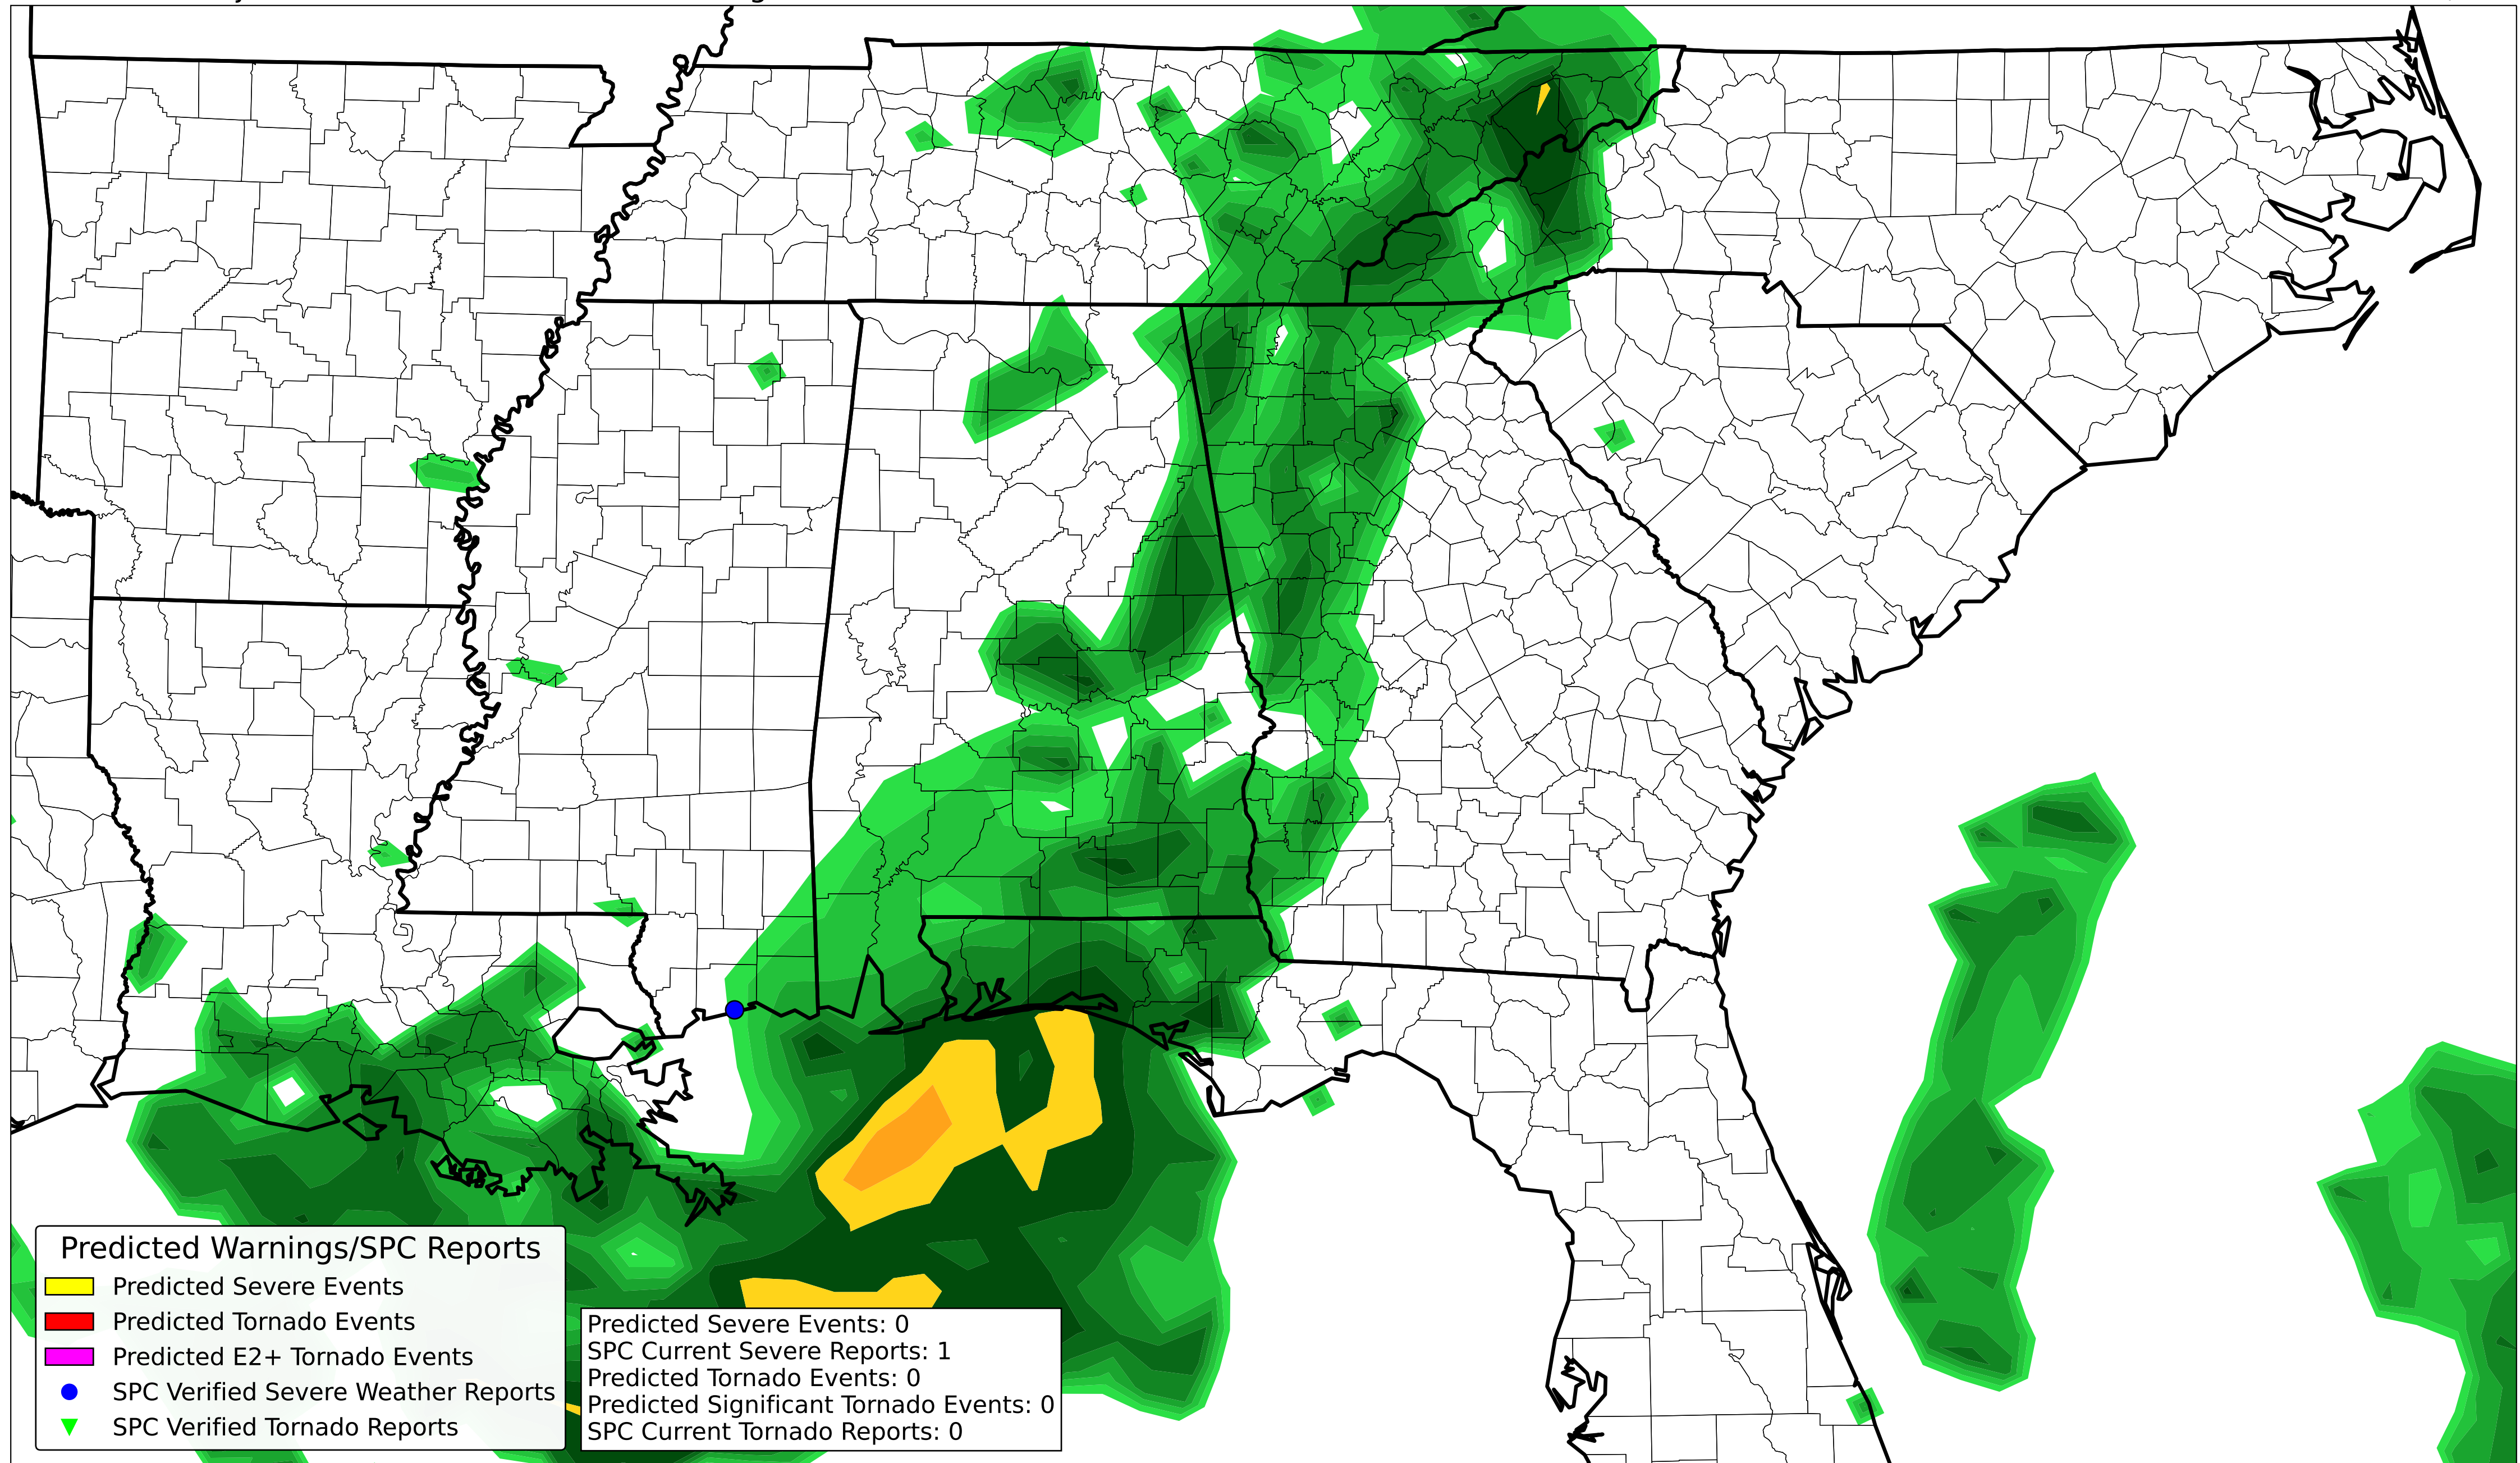 Predicted Warnings/SPC Reports
Predicted Severe Events
Predicted Tornado Events
Predicted E2+ Tornado Events
SPC Verified Severe Weather Reports
SPC Verified Tornado Reports
Predicted Severe Events: 0
SPC Current Severe Reports: 1
Predicted Tornado Events: 0
Predicted Significant Tornado Events: 0
SPC Current Tornado Reports: 0